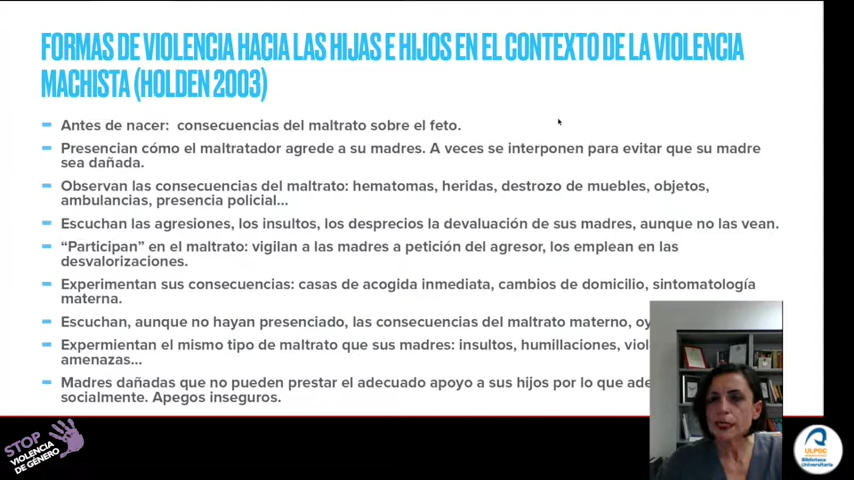 FORMAS DE VIOLENCIA HACIA LAS HIJAS E HIJOS EN EL CONTEXTO DE LA VIOLENCIA
MACHISTA (HOLDEN 2003)
Antes de nacer: consecuencias del maltrato sobre el feto.
Presencian cómo el maltratador agrede a su madres. A veces se interponen para evitar que su madre
sea dañada.
Observan las consecuencias del maltrato: hematomas, heridas, destrozo de muebles, objetos,
ambulancias, presencia policial...
Escuchan las agresiones, los insultos, los desprecios la devaluación de sus madres, aunque no las vean.
“Participan” en el maltrato: vigilan a las madres a petición del agresor, los emplean en las
desvalorizaciones.
Experimentan sus consecuencias: casas de acogida inmediata, cambios de domicilio, sintomatología
materna.
Escuchan, aunque no hayan presenciado, las consecuencias del maltrato materno,
Expermientan el mismo tipo de maltrato que sus madres: insultos, humillaciones,
amenazas...
Madres dañadas que no pueden prestar el adecuado apoyo a sus hijos por lo que
socialmente. Apegos inseguros.
STOP
VIOLENCIA
DE GÉNERO
ULPGC
Biblioteca
Universitaria